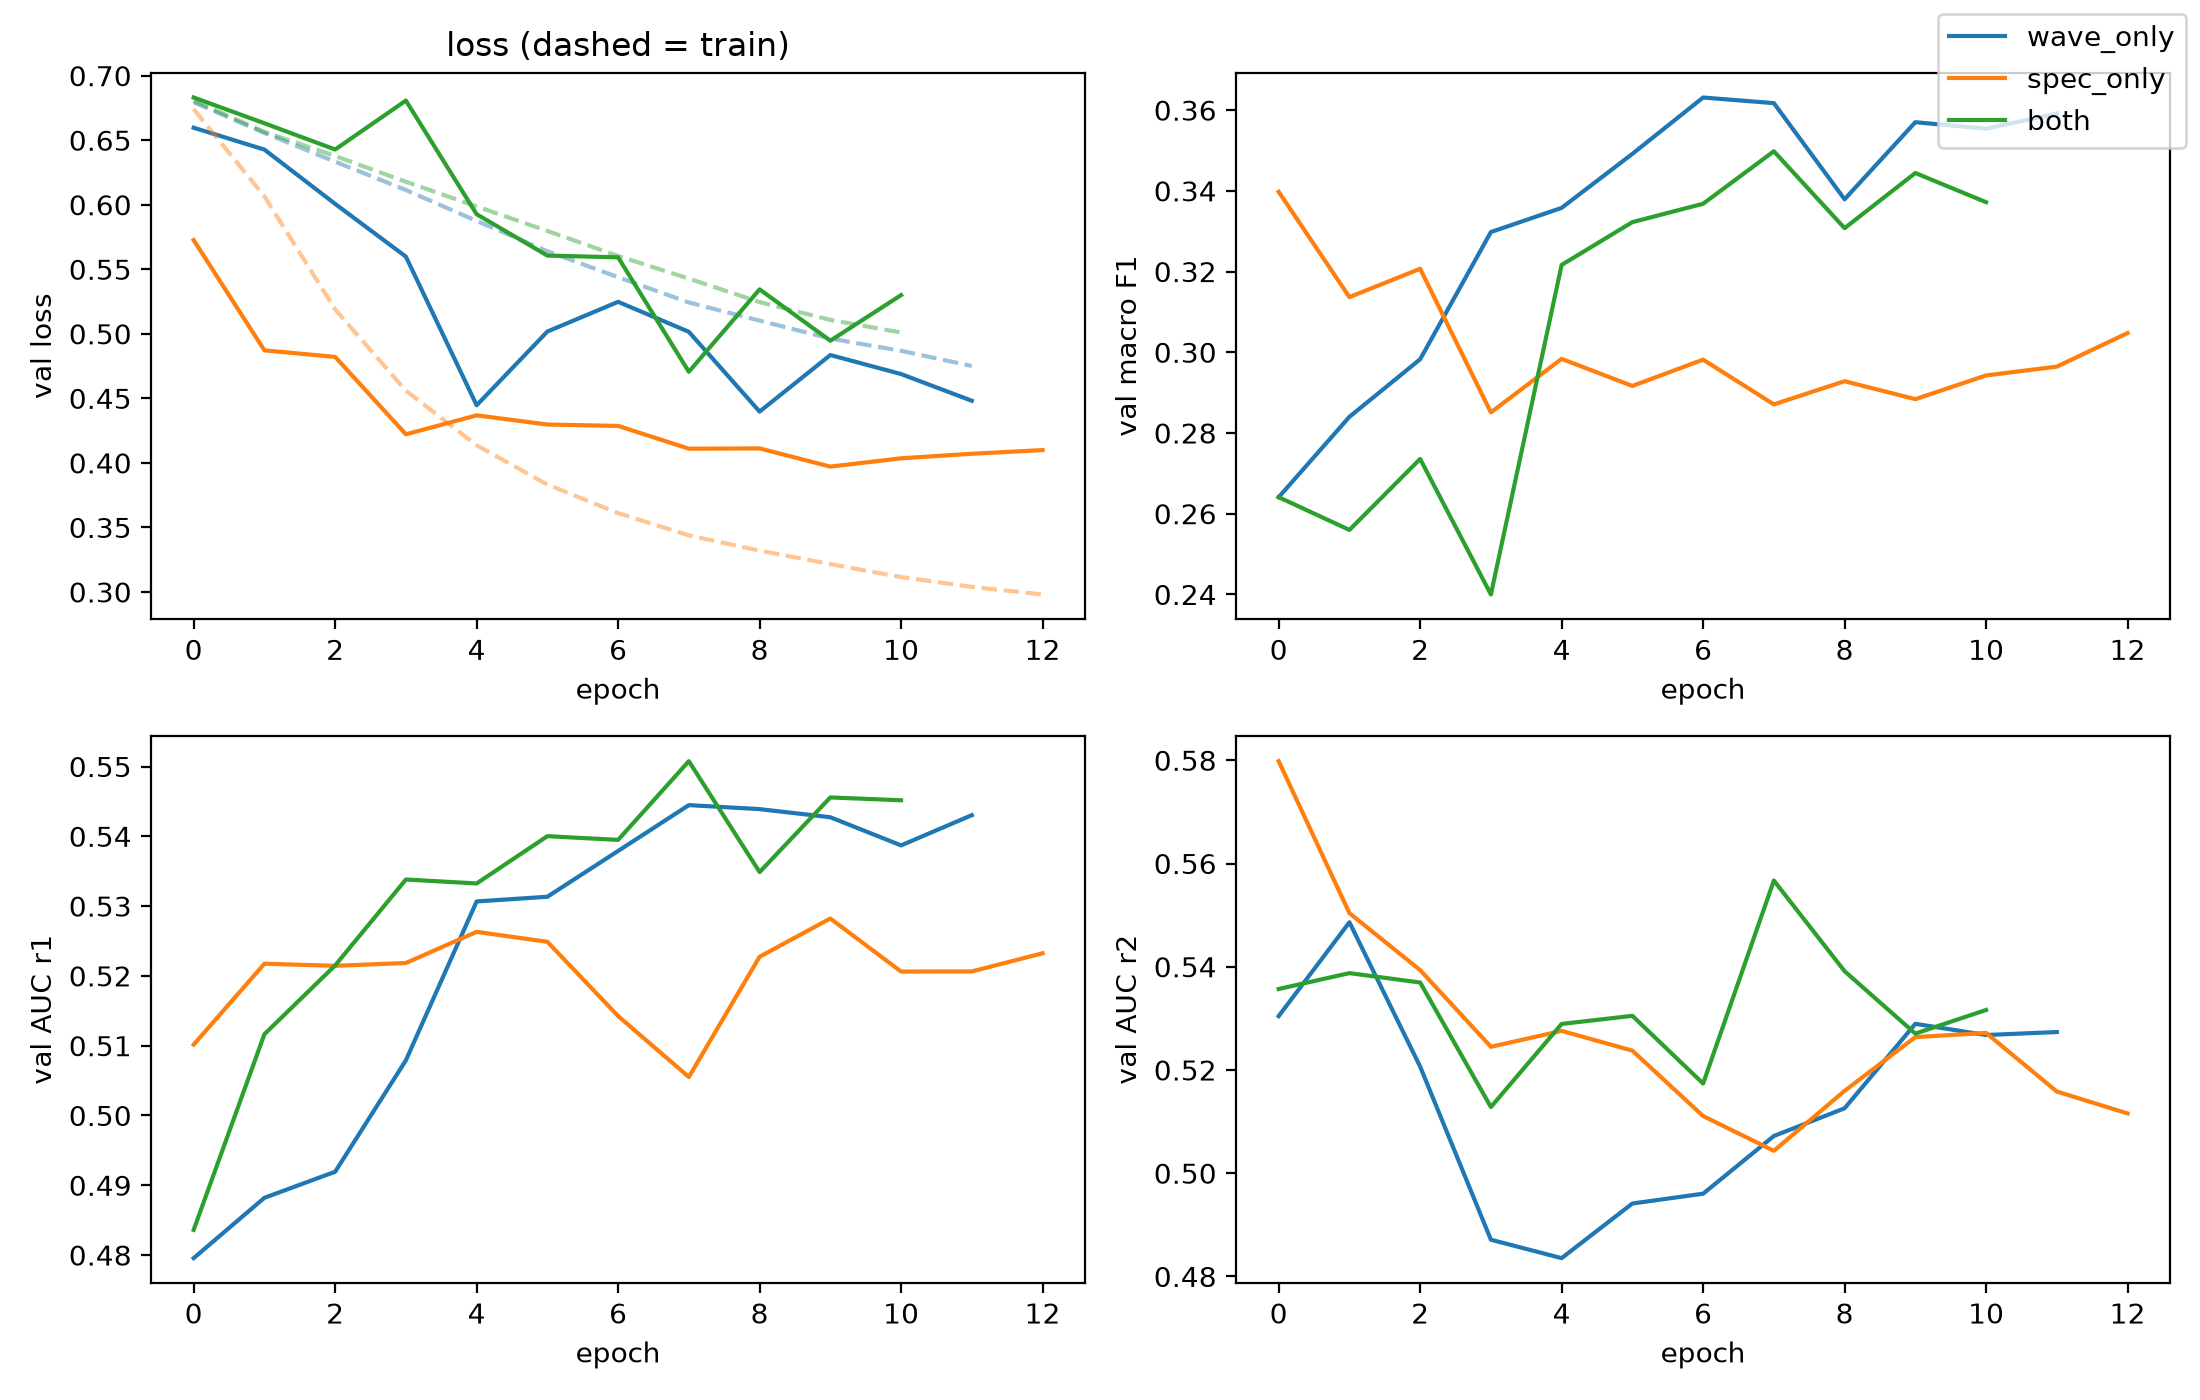 loss (dashed = train)
wave_only
spec_only
both
0.70
0.65
0.60
0.55
0.50
0.45
0.40
0.35
0.30
val loss
0 2 4 6 8 10 12
epoch
0.36
0.34
0.32
0.30
0.28
0.26
0.24
val macro F1
0 2 4 6 8 10 12
epoch
0.55
0.54
0.53
0.52
0.51
0.50
0.49
0.48
val AUC r1
0 2 4 6 8 10 12
epoch
0.58
0.56
0.54
0.52
0.50
0.48
val AUC r2
0 2 4 6 8 10 12
epoch